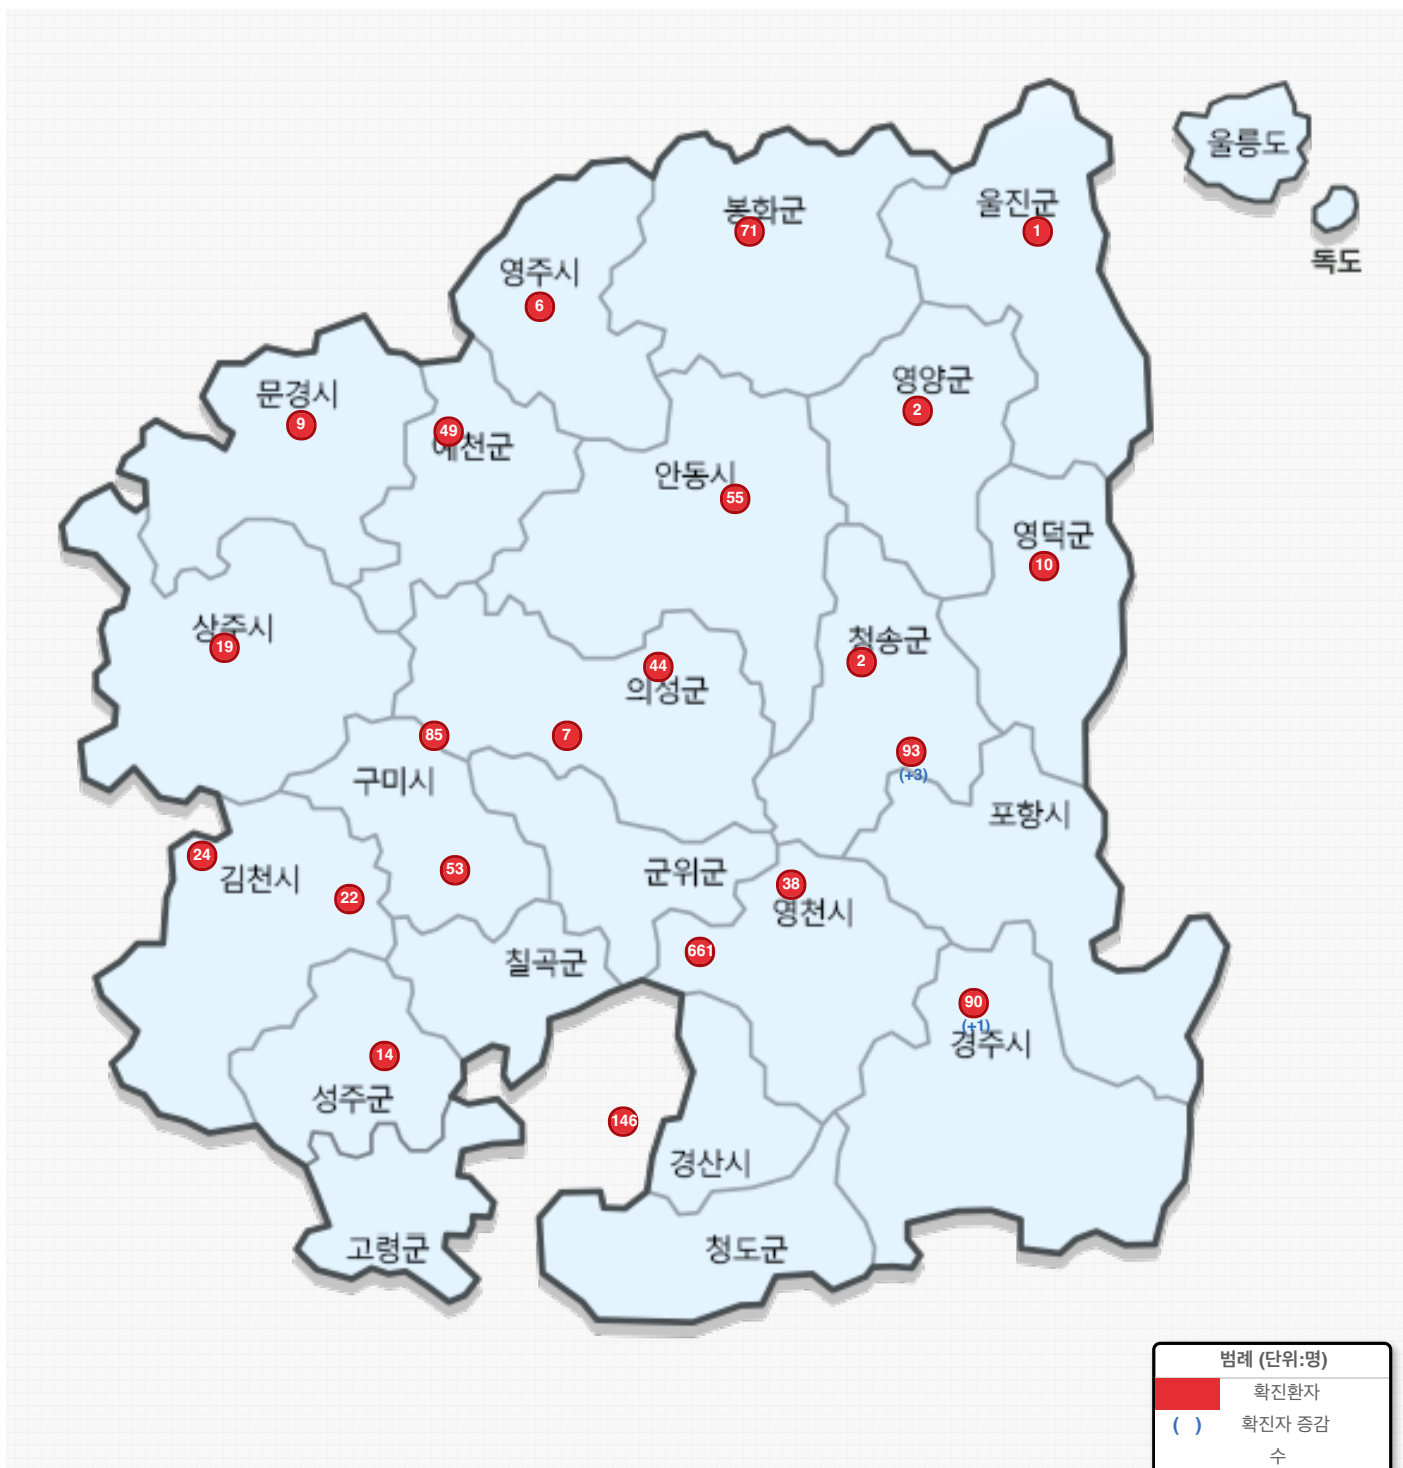 울릉도
독도
봉화군
71
울진군
1
영주시
6
문경시
9
49
예천군
영양군
2
안동시
55
영덕군
10
상주시
19
청송군
2
44
의성군
85
7
구미시
93
(+3)
포항시
24
김천시
22
53
군위군
38
영천시
칠곡군
661
90
(+1)
경주시
14
성주군
146
경산시
고령군
청도군
범례 (단위:명)
확진환자
( ) 확진자 증감
수